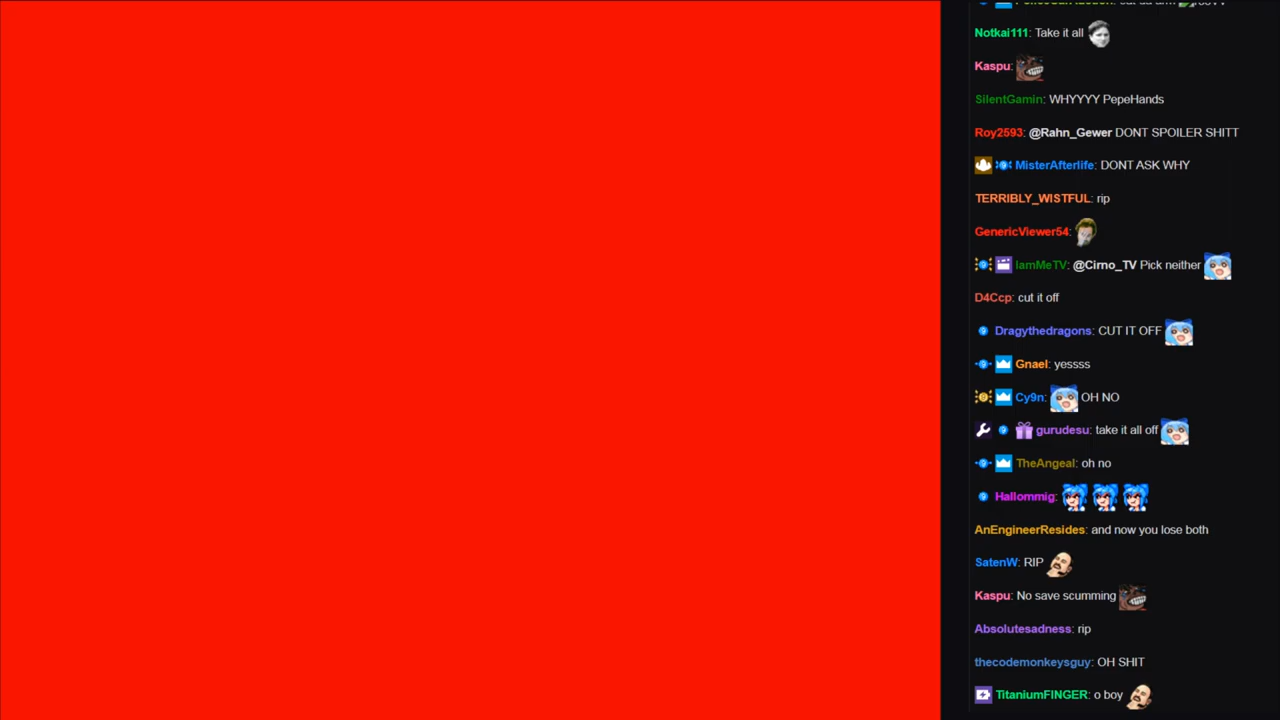 Notkai111: Take it all
Kaspu:
SilentGamin: WHYYYY PepeHands
Roy2593: @Rahn_Gewer DONT SPOILER SHITT
MisterAfterlife: DONT ASK WHY
TERRIBLY_WISTFUL: rip
GenericViewer54:
IamMeTV: @Cirno_TV Pick neither
D4Ccp: cut it off
Dragythedragons: CUT IT OFF
Gnael: yessss
Cy9n: OH NO
gurudesu: take it all off
TheAngeal: oh no
Hallommig:
AnEngineerResides: and now you lose both
SatenW: RIP
Kaspu: No save scumming
Absolutesadness: rip
thecodemonkeysguy: OH SHIT
TitaniumFINGER: o boy